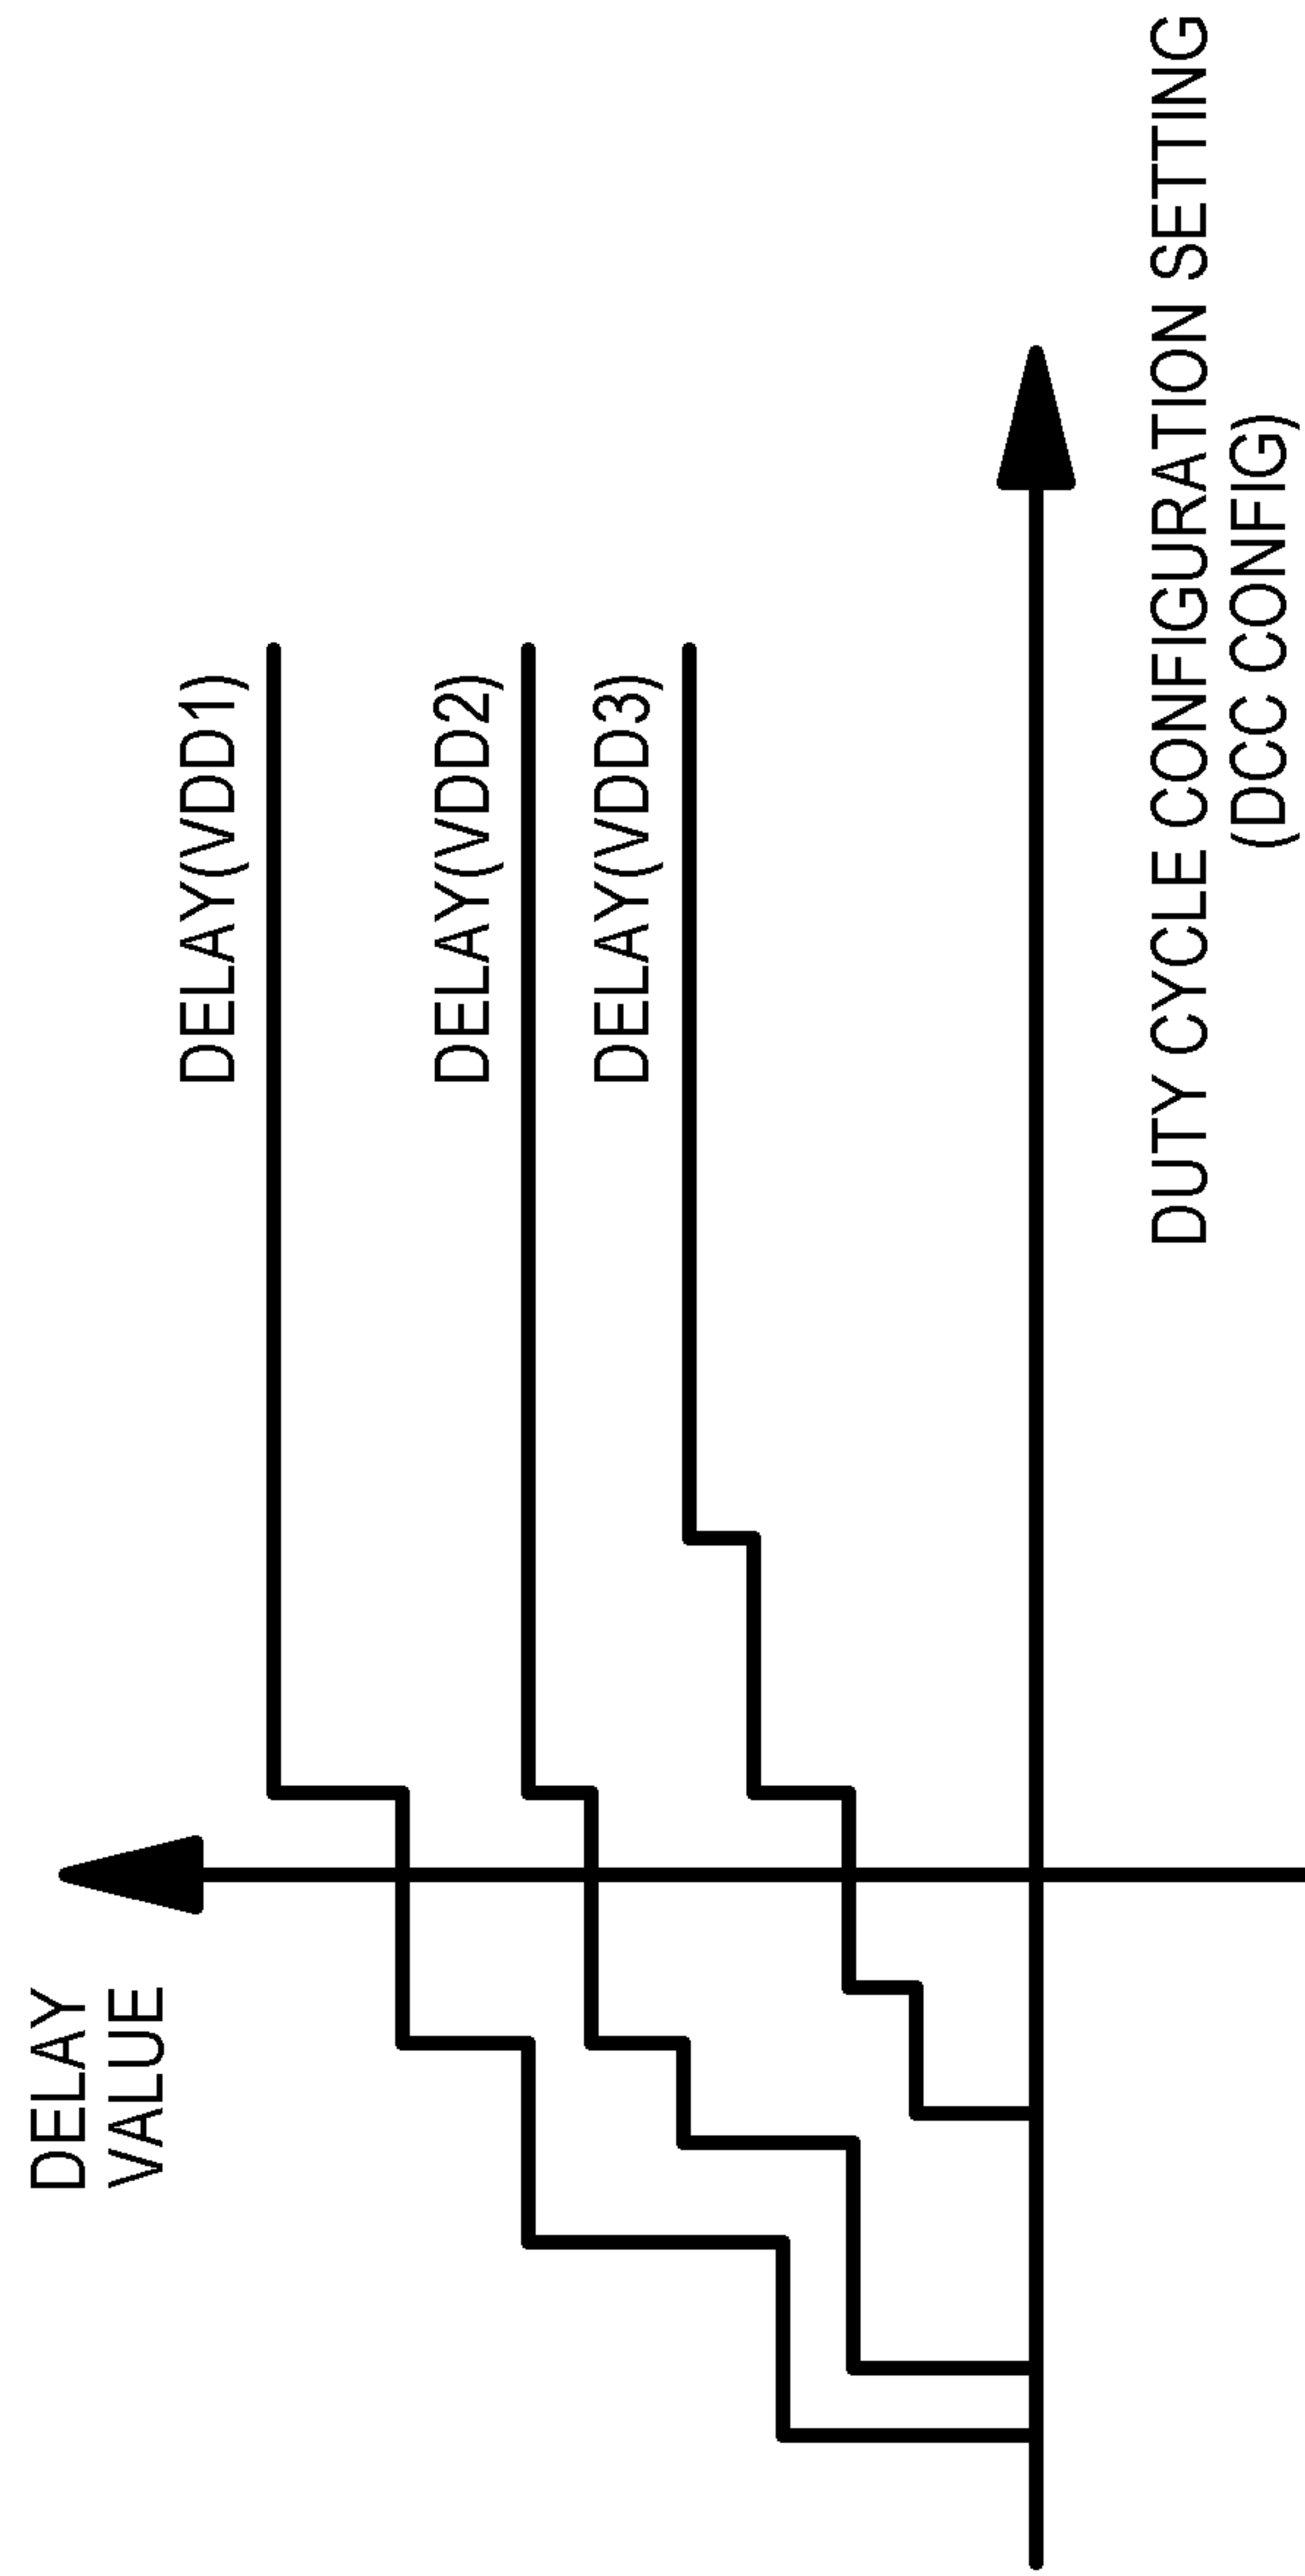 DELAY
VALUE
DELAY(VDD1)
DELAY(VDD2)
DELAY(VDD3)
DUTY CYCLE CONFIGURATION SETTING
(DCC CONFIG)